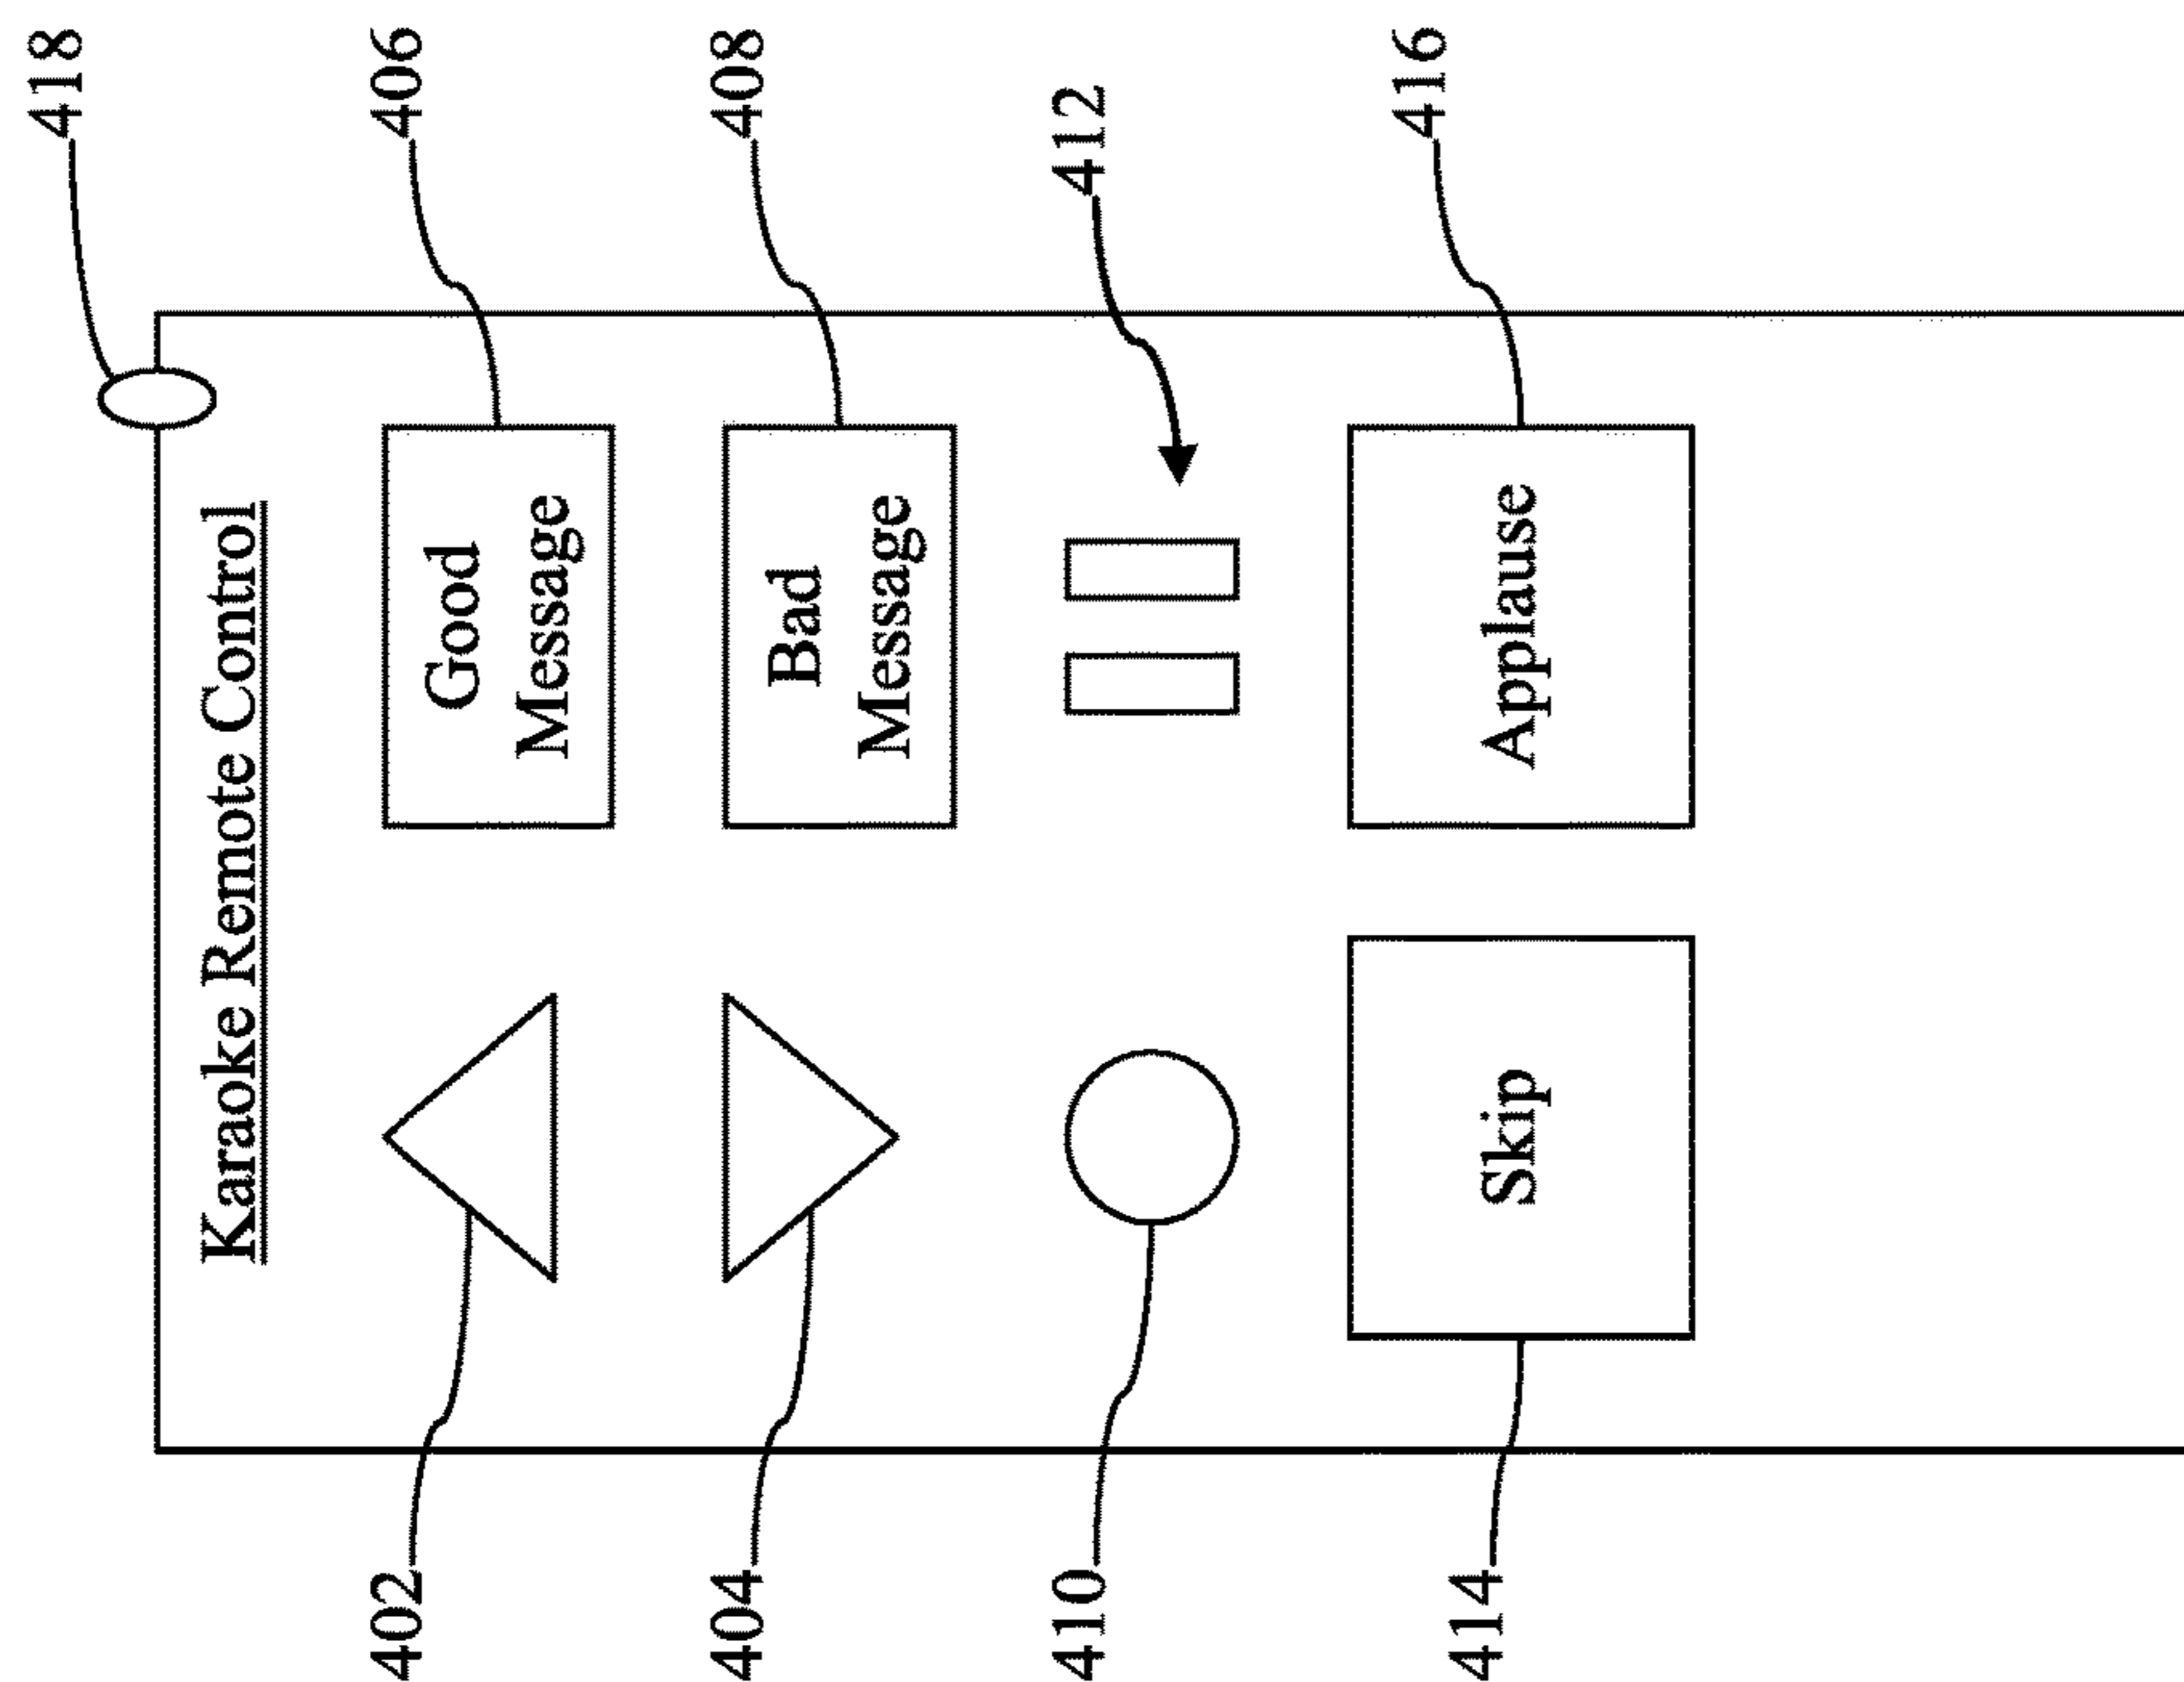 418
Karaoke Remote Control
402
Good
Message
406
404
Bad
Message
408
410
412
414
Skip
Applause
416